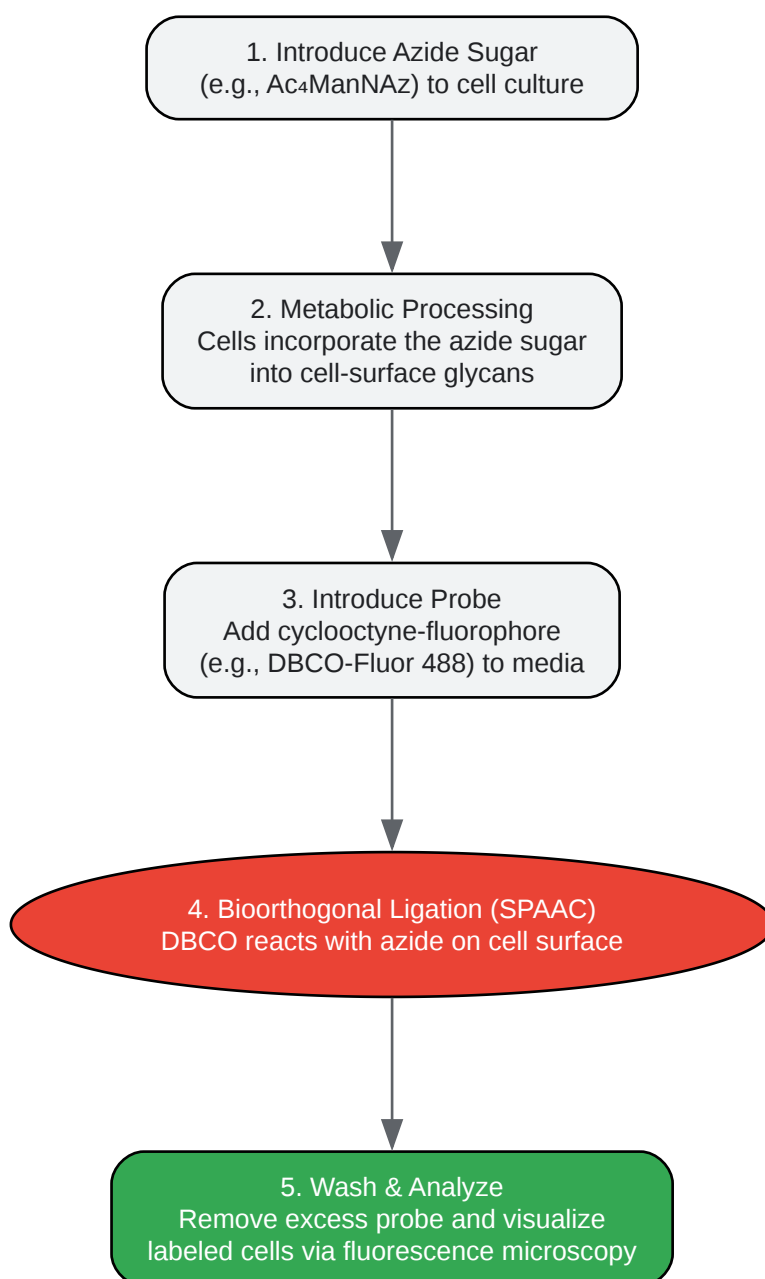 1. Introduce Azide Sugar
(e.g., Ac₄ManNAz) to cell culture
2. Metabolic Processing
Cells incorporate the azide sugar
into cell-surface glycans
3. Introduce Probe
Add cyclooctyne-fluorophore
(e.g., DBCO-Fluor 488) to media
4. Bioorthogonal Ligation (SPAAC)
DBCO reacts with azide on cell surface
5. Wash & Analyze
Remove excess probe and visualize
labeled cells via fluorescence microscopy